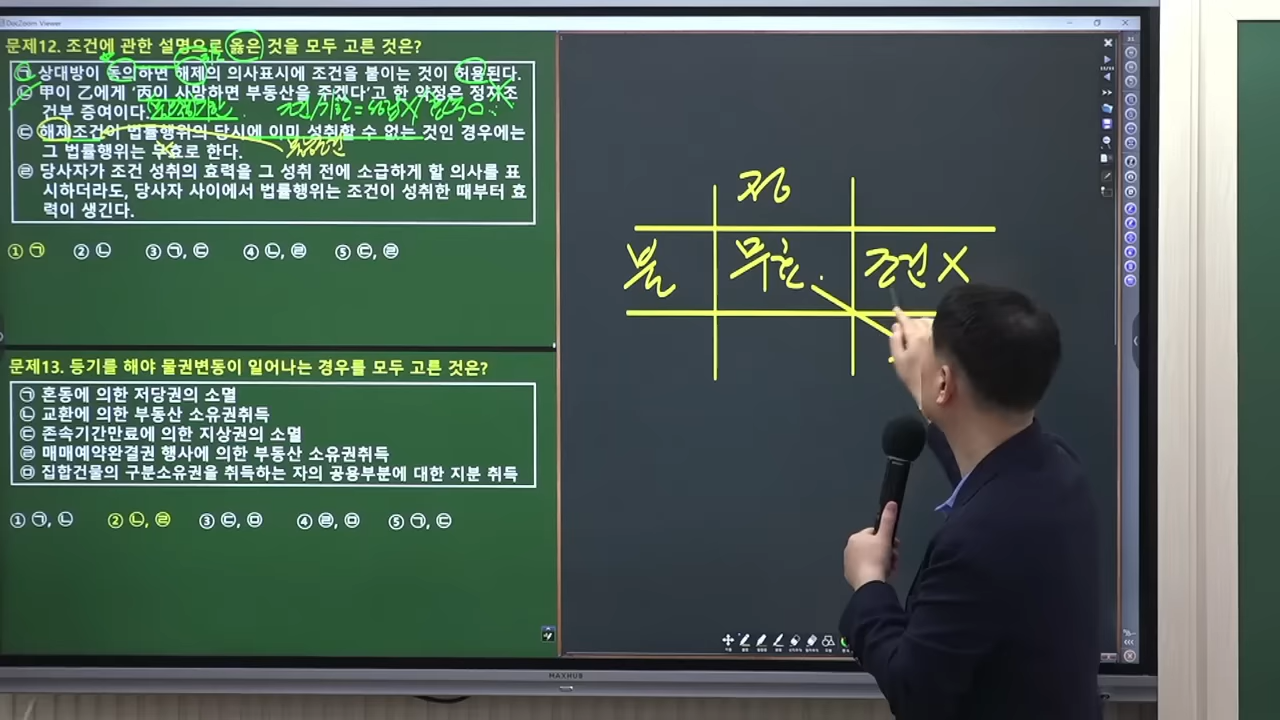 DocZoom Viewer
문제12. 조건에 관한 설명으로 옳은 것을 모두 고른 것은?
㉠ 상대방이 동의하면 해제의 의사표시에 조건을 붙이는 것이 허용된다.
㉡ 甲이 乙에게 '丙이 사망하면 부동산을 주겠다'고 한 약정은 정지조
건부 증여이다.
㉢ 해제조건이 법률행위의 당시에 이미 성취할 수 없는 것인 경우에는
그 법률행위는 무효로 한다.
㉣ 당사자가 조건 성취의 효력을 그 성취 전에 소급하게 할 의사를 표
시하더라도, 당사자 사이에서 법률행위는 조건이 성취한 때부터 효
력이 생긴다.
① ㉠ ② ㉡ ③ ㉠, ㉢ ④ ㉡, ㉣ ⑤ ㉢, ㉣
문제13. 등기를 해야 물권변동이 일어나는 경우를 모두 고른 것은?
㉠ 혼동에 의한 저당권의 소멸
㉡ 교환에 의한 부동산 소유권취득
㉢ 존속기간만료에 의한 지상권의 소멸
㉣ 매매예약완결권 행사에 의한 부동산 소유권취득
㉤ 집합건물의 구분소유권을 취득하는 자의 공용부분에 대한 지분 취득
① ㉠, ㉡ ② ㉡, ㉣ ③ ㉢, ㉤ ④ ㉣, ㉤ ⑤ ㉠, ㉢
정
불 무효 조건 X
MAXHUB